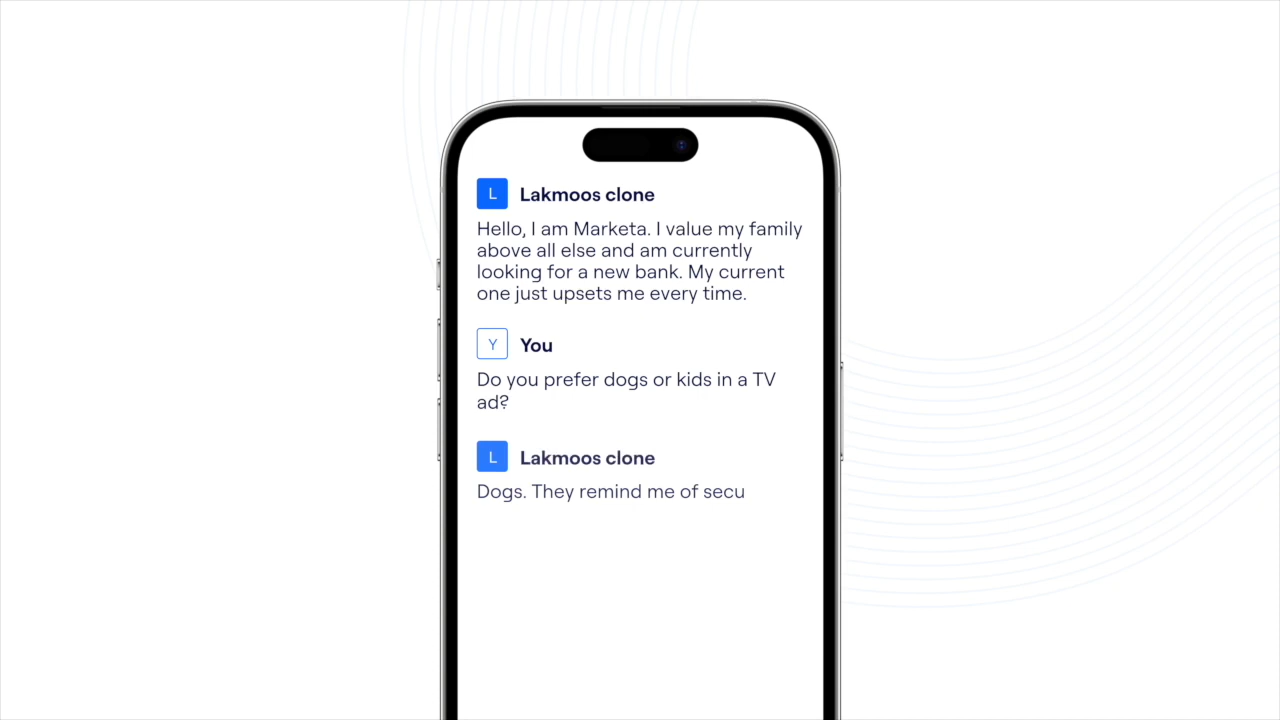 L Lakmoos clone
Hello, I am Marketa. I value my family
above all else and am currently
looking for a new bank. My current
one just upsets me every time.
Y You
Do you prefer dogs or kids in a TV
ad?
L Lakmoos clone
Dogs. They remind me of secu